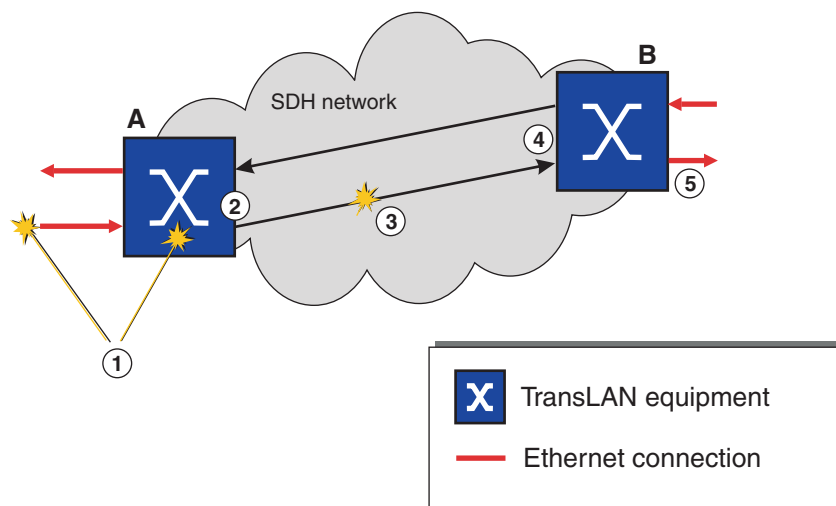 B
SDH network
A
4
5
2
3
1
TransLAN equipment
Ethernet connection